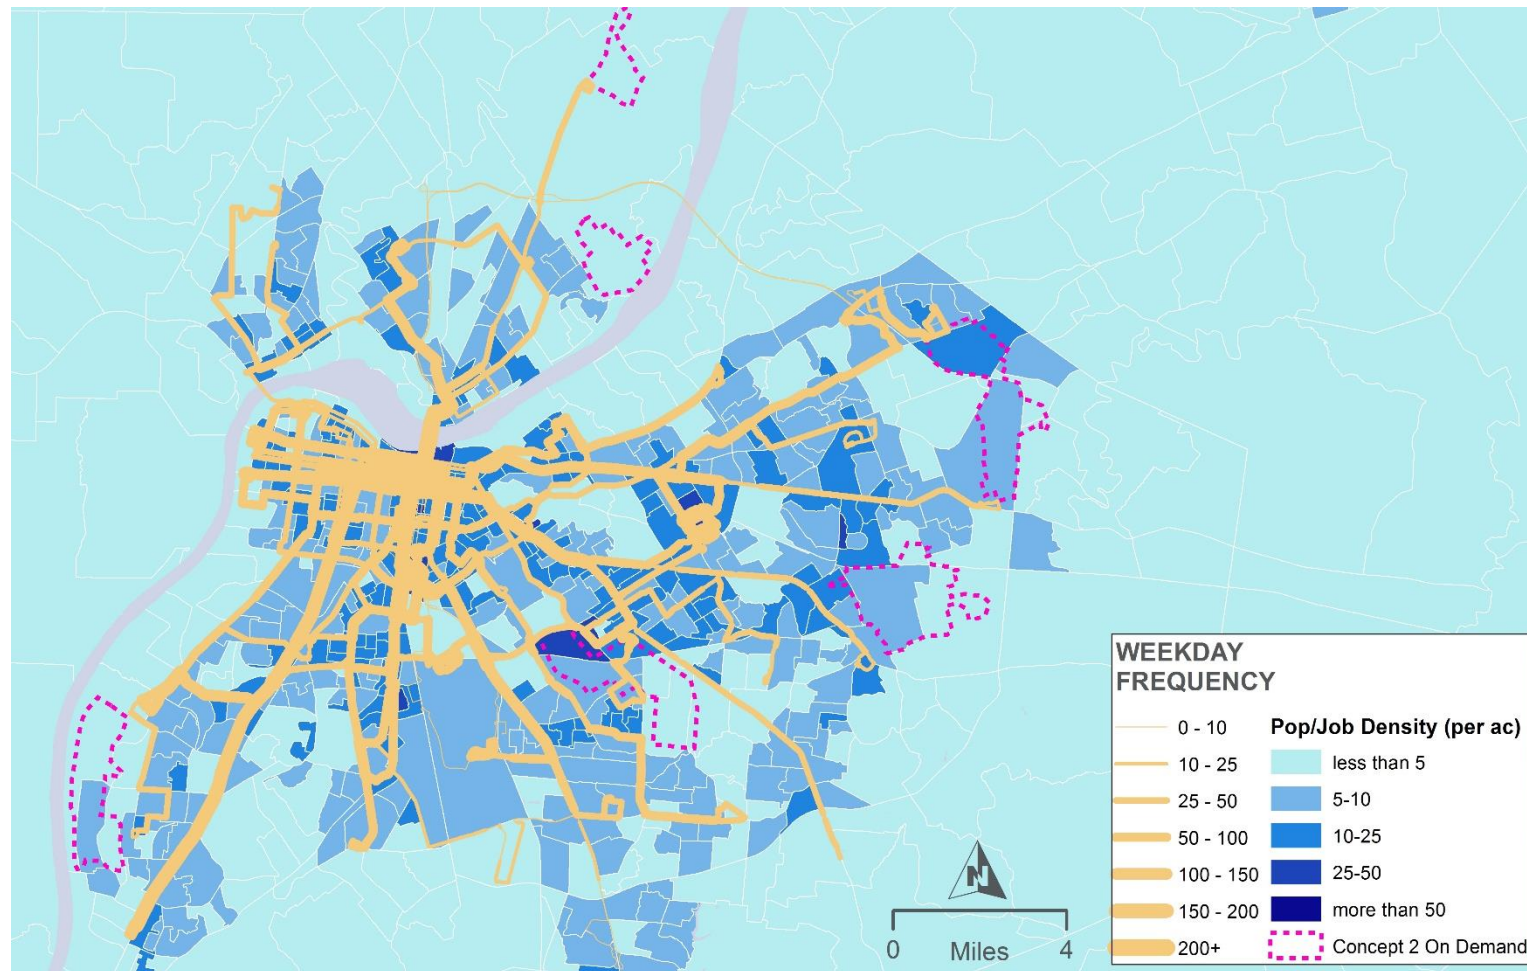 WEEKDAY
FREQUENCY
0 - 10
10 - 25
25 - 50
50 - 100
100 - 150
150 - 200
200+
Pop/Job Density (per ac)
less than 5
5-10
10-25
25-50
more than 50
Concept 2 On Demand
N
0 Miles 4